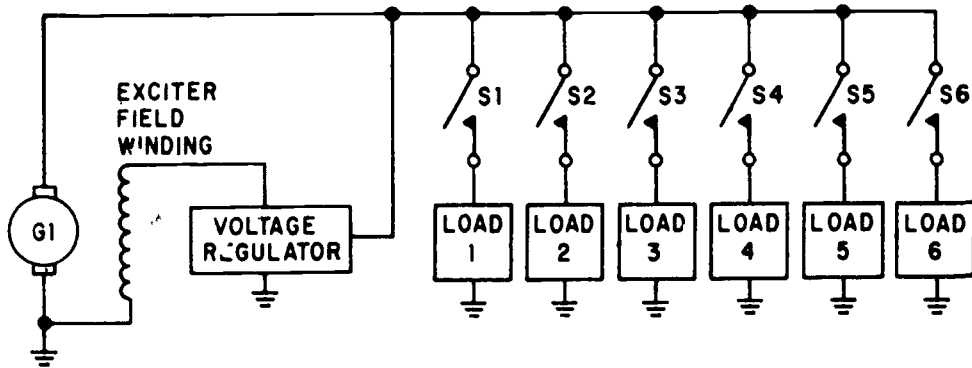 EXCITER
FIELD
WINDING
S1
S2
S3
S4
S5
S6
G1
VOLTAGE
REGULATOR
LOAD
1
LOAD
2
LOAD
3
LOAD
4
LOAD
5
LOAD
6